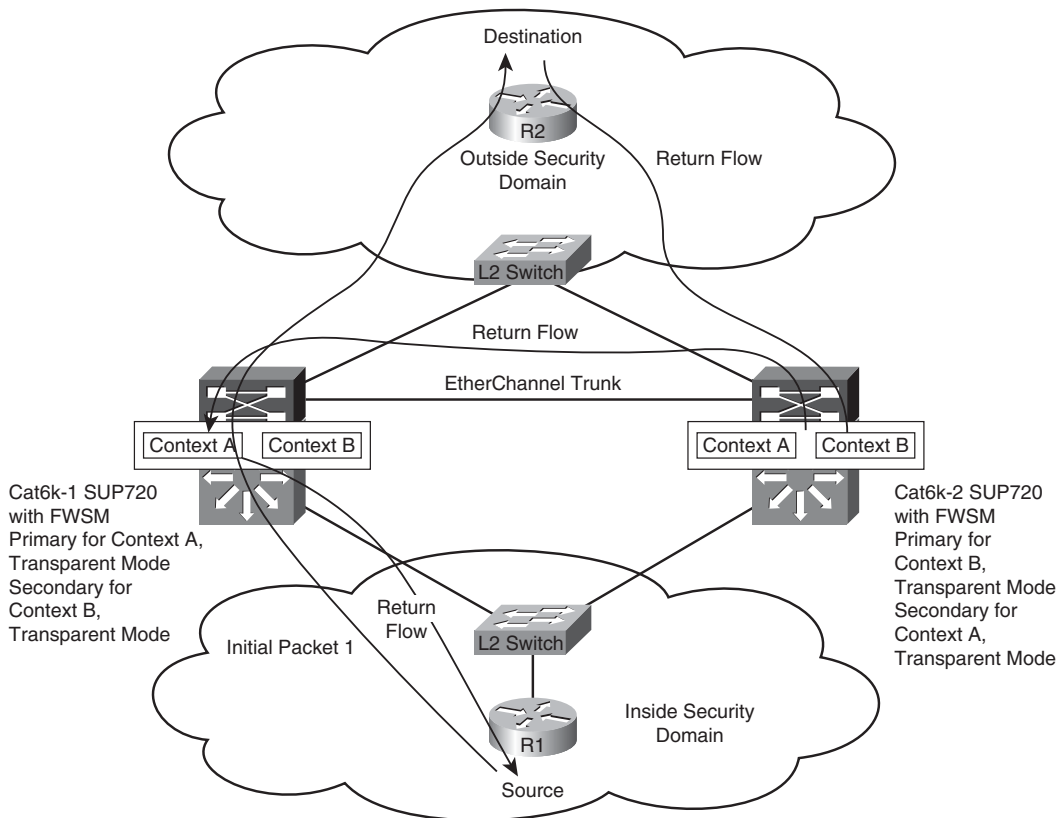 Destination
R2
Outside Security
Domain
Return Flow
L2 Switch
Return Flow
EtherChannel Trunk
Context A
Context B
Context A
Context B
Cat6k-1 SUP720
with FWSM
Primary for Context A,
Transparent Mode
Secondary for
Context B,
Transparent Mode
Cat6k-2 SUP720
with FWSM
Primary for
Context B,
Transparent Mode
Secondary for
Context A,
Transparent Mode
Return
Flow
L2 Switch
Initial Packet 1
R1
Inside Security
Domain
Source